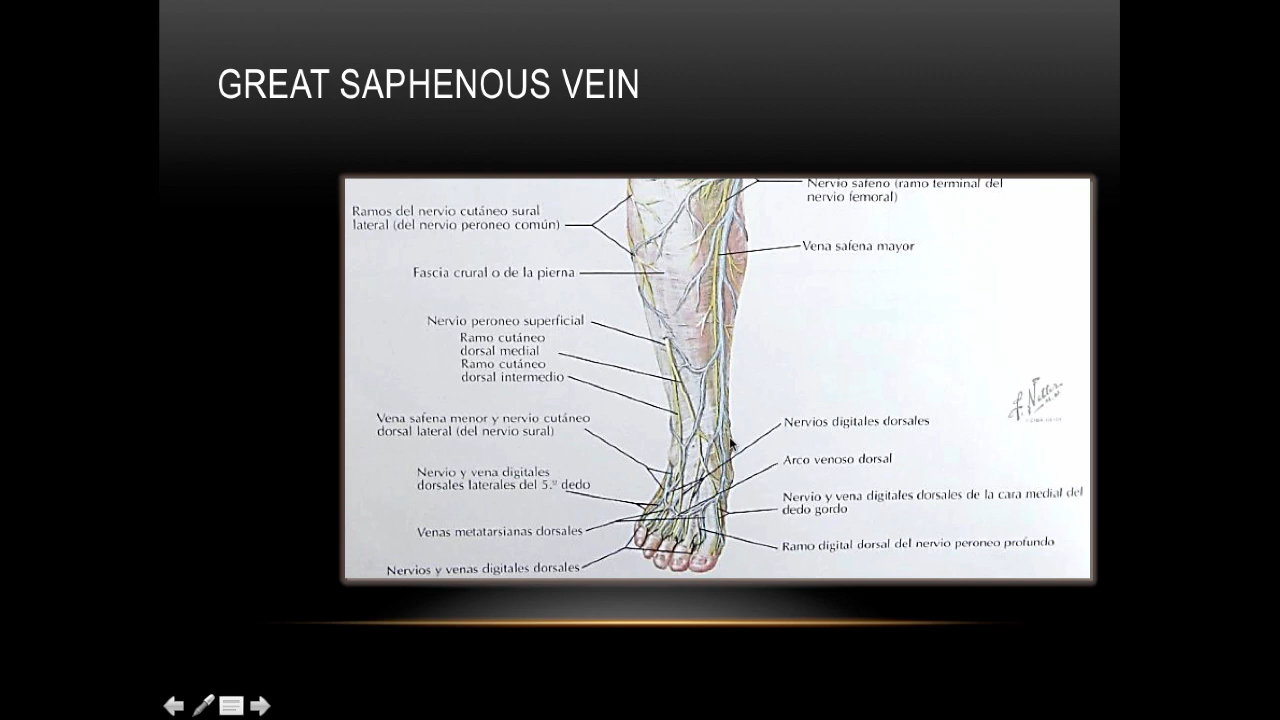 GREAT SAPHENOUS VEIN
Nervio safeno (ramo terminal del
nervio femoral)
Ramos del nervio cutáneo sural
lateral (del nervio peroneo común)
Vena safena mayor
Fascia crural o de la pierna
Nervio peroneo superficial
Ramo cutáneo
dorsal medial
Ramo cutáneo
dorsal intermedio
Vena safena menor y nervio cutáneo
dorsal lateral (del nervio sural)
Nervio y vena digitales
dorsales laterales del 5.º dedo
Venas metatarsianas dorsales
Nervios y venas digitales dorsales
Nervios digitales dorsales
Arco venoso dorsal
Nervio y vena digitales dorsales de la cara medial del
dedo gordo
Ramo digital dorsal del nervio peroneo profundo
F. Netter